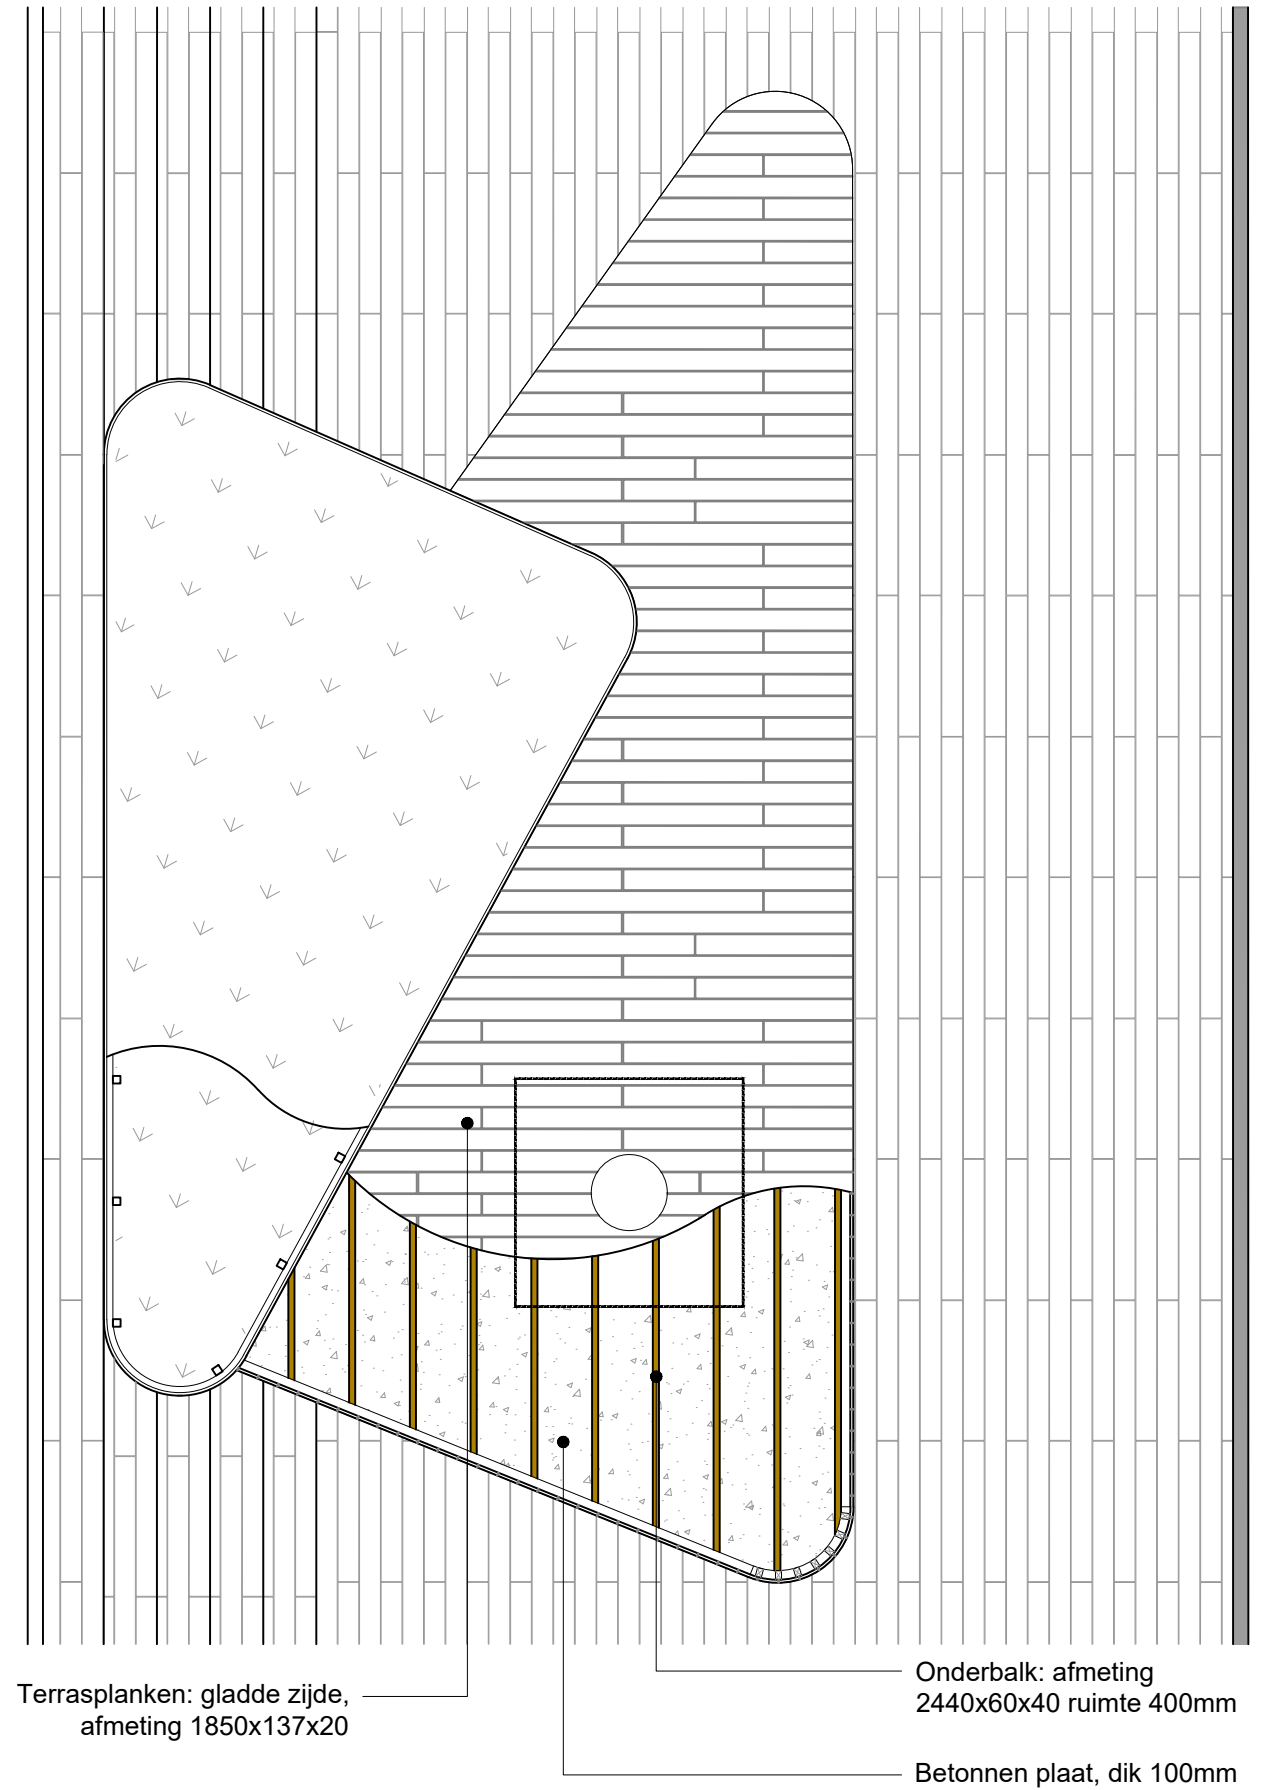 Terrasplanken: gladde zijde,
afmeting 1850x137x20
Onderbalk: afmeting
2440x60x40 ruimte 400mm
Betonnen plaat, dik 100mm